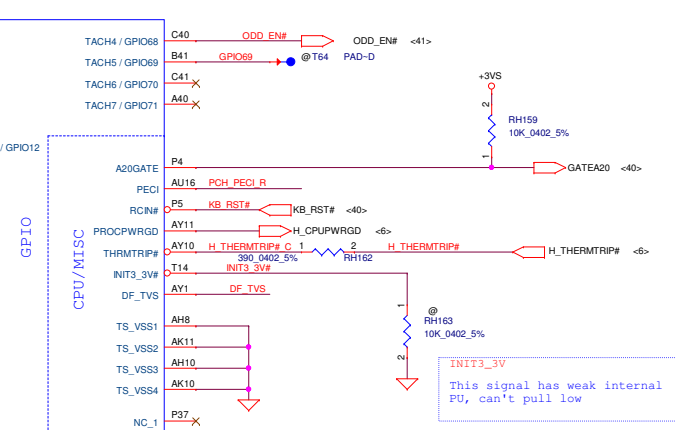 TACH4 / GPIO68 C40 ODD_EN# ODD_EN# <41>
TACH5 / GPIO69 B41 GPIO69 @ T64 PAD~D
TACH6 / GPIO70 C41
TACH7 / GPIO71 A40
+3VS
2
RH159
10K_0402_5%
1
/ GPIO12
A20GATE P4 GATEA20 <40>
PECI AU16 PCH_PECI_R
RCIN# P5 KB_RST# KB_RST# <40>
PROCPWRGD AY11 H_CPUPWRGD <6>
THRMTRIP# AY10 H_THERMTRIP#_C 1 2 H_THERMTRIP# H_THERMTRIP# <6>
390_0402_5% RH162
INIT3_3V# T14 INIT3_3V#
DF_TVS AY1 DF_TVS
GPIO
CPU/MISC
1
@
RH163
10K_0402_5%
2
TS_VSS1 AH8
TS_VSS2 AK11
TS_VSS3 AH10
TS_VSS4 AK10
NC_1 P37
INIT3_3V
This signal has weak internal
PU, can't pull low